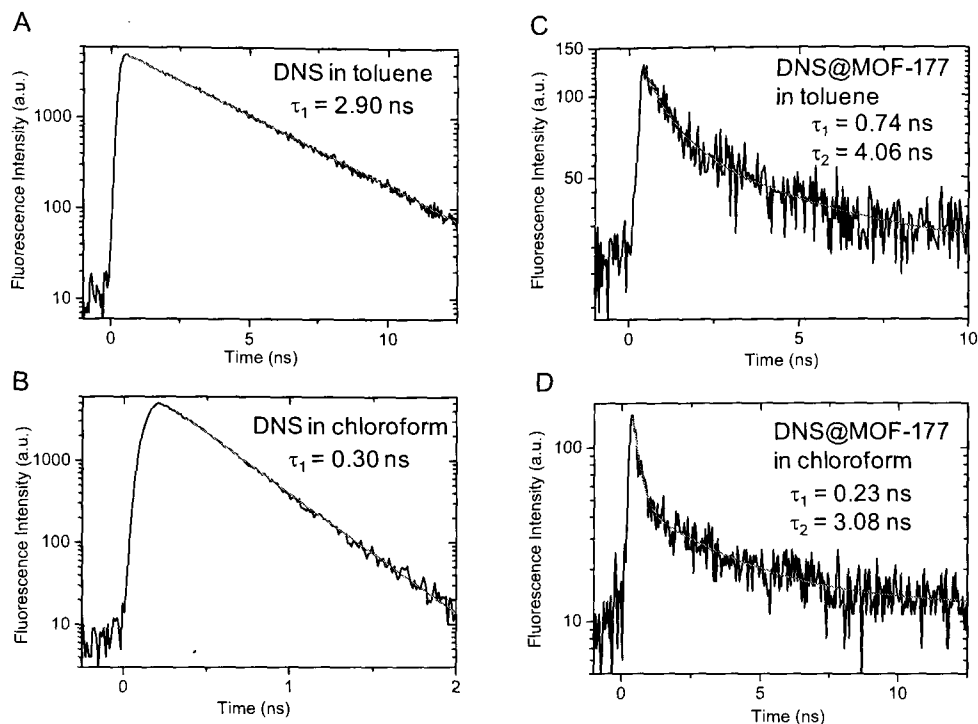 A
Fluorescence Intensity (a.u.)
1000
100
10
DNS in toluene
τ1 = 2.90 ns
0
5
10
Time (ns)
B
Fluorescence Intensity (a.u.)
1000
100
10
DNS in chloroform
τ1 = 0.30 ns
0
1
2
Time (ns)
C
Fluorescence Intensity (a.u.)
150
100
50
DNS@MOF-177
in toluene
τ1 = 0.74 ns
τ2 = 4.06 ns
0
5
10
Time (ns)
D
Fluorescence Intensity (a.u.)
100
10
DNS@MOF-177
in chloroform
τ1 = 0.23 ns
τ2 = 3.08 ns
0
5
10
Time (ns)